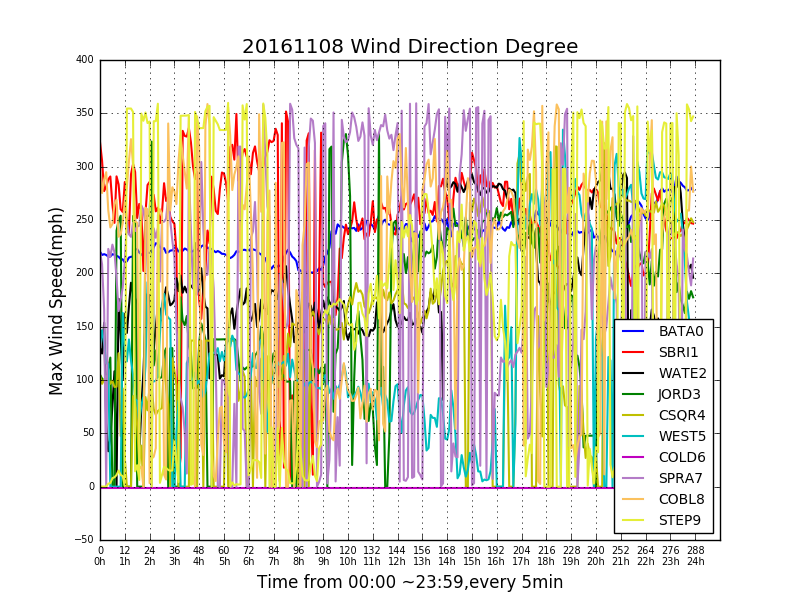 20161108 Wind Direction Degree
Max Wind Speed(mph)
400
350
300
250
200
150
100
50
0
−50
BATA0
SBRI1
WATE2
JORD3
CSQR4
WEST5
COLD6
SPRA7
COBL8
STEP9
0 12 24 36 48 60 72 84 96 108 120 132 144 156 168 180 192 204 216 228 240 252 264 276 288
0h 1h 2h 3h 4h 5h 6h 7h 8h 9h 10h 11h 12h 13h 14h 15h 16h 17h 18h 19h 20h 21h 22h 23h 24h
Time from 00:00 ~23:59,every 5min